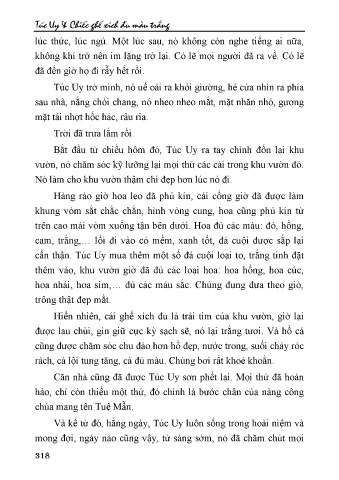 Túc Uy & Chiếc ghế xích đu màu trắng
lúc thức, lúc ngủ. Một lúc sau, nó không còn nghe tiếng ai nữa,
không khí trở nên im lặng trở lại. Có lẽ mọi người đã ra về. Có lẽ
đã đến giờ họ đi rẫy hết rồi.
Túc Uy trở mình, nó uể oải ra khỏi giường, hé cửa nhìn ra phía
sau nhà, nắng chói chang, nó nheo nheo mắt, mặt nhăn nhó, gương
mặt tái nhợt hốc hác, râu ria.
Trời đã trưa lắm rồi.
Bắt đầu từ chiều hôm đó, Túc Uy ra tay chỉnh đốn lại khu
vườn, nó chăm sóc kỹ lưỡng lại mọi thứ các cái trong khu vườn đó.
Nó làm cho khu vườn thậm chí đẹp hơn lúc nó đi.
Hàng rào giờ hoa leo đã phủ kín, cái cổng giờ đã được làm
khung vòm sắt chắc chắn, hình vòng cung, hoa cũng phủ kín từ
trên cao mái vòm xuống tận bên dưới. Hoa đủ các màu: đỏ, hồng,
cam, trắng,… lối đi vào cỏ mềm, xanh tốt, đá cuội được sắp lại
cẩn thận. Túc Uy mua thêm một số đá cuội loại to, trắng tinh đặt
thêm vào, khu vườn giờ đã đủ các loại hoa: hoa hồng, hoa cúc,
hoa nhài, hoa sim,… đủ các màu sắc. Chúng đung đưa theo gió,
trông thật đẹp mắt.
Hiển nhiên, cái ghế xích đu là trái tim của khu vườn, giờ lại
được lau chùi, gìn giữ cực kỳ sạch sẽ, nó lại trắng tươi. Và hồ cá
cũng được chăm sóc chu đáo hơn hồ đẹp, nước trong, suối chảy róc
rách, cá lội tung tăng, cá đủ màu. Chúng bơi rất khoẻ khoắn.
Căn nhà cũng đã được Túc Uy sơn phết lại. Mọi thứ đã hoàn
hảo, chỉ còn thiếu một thứ, đó chính là bước chân của nàng công
chúa mang tên Tuệ Mẫn.
Và kể từ đó, hằng ngày, Túc Uy luôn sống trong hoài niệm và
mong đợi, ngày nào cũng vậy, từ sáng sớm, nó đã chăm chút mọi
318